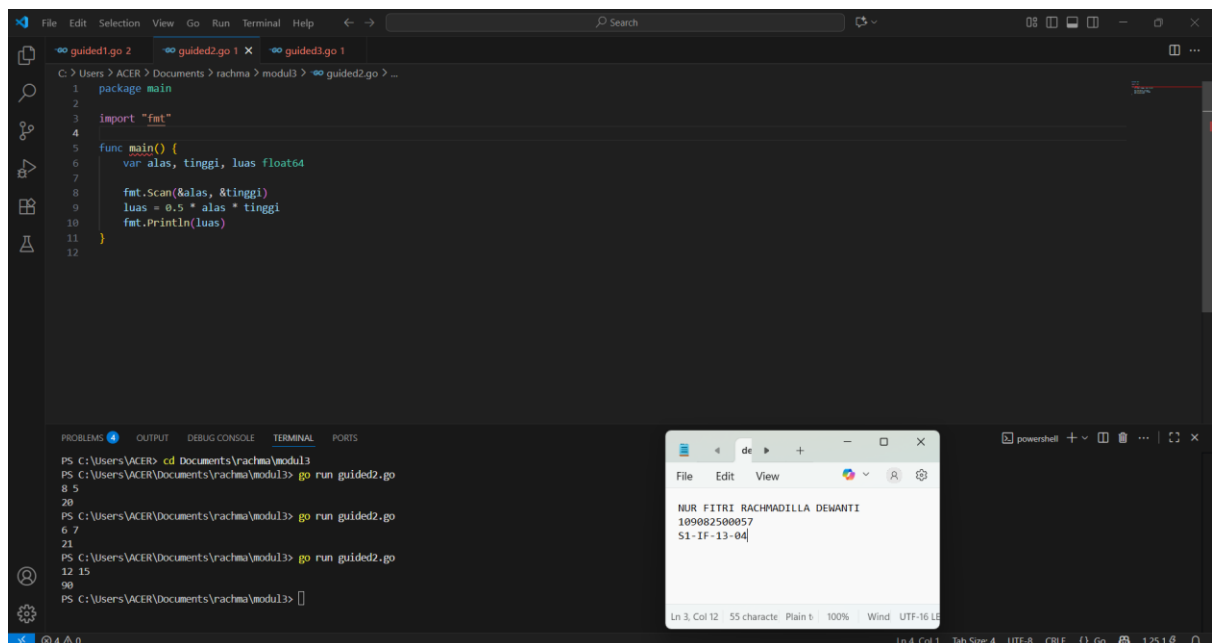 File Edit Selection View Go Run Terminal Help
Search
guided1.go 2 guided2.go 1 guided3.go 1
C: > Users > ACER > Documents > rachma > modul3 > guided2.go > ...
1 package main
2
3 import "fmt"
4
5 func main() {
6 var alas, tinggi, luas float64
7
8 fmt.Scan(&alas, &tinggi)
9 luas = 0.5 * alas * tinggi
10 fmt.Println(luas)
11 }
12
PROBLEMS 4 OUTPUT DEBUG CONSOLE TERMINAL PORTS
powershell
PS C:\Users\ACER> cd Documents\rachma\modul3
PS C:\Users\ACER\Documents\rachma\modul3> go run guided2.go
8 5
20
PS C:\Users\ACER\Documents\rachma\modul3> go run guided2.go
6 7
21
PS C:\Users\ACER\Documents\rachma\modul3> go run guided2.go
12 15
90
PS C:\Users\ACER\Documents\rachma\modul3>
de
File Edit View
NUR FITRI RACHMADILLA DEWANTI
109082500057
S1-IF-13-04
Ln 3, Col 12 55 characte Plain t 100% Wind UTF-16 LE
4 0
Ln 4, Col 1 Tab Size: 4 UTF-8 CRLF {} Go 1.25.1